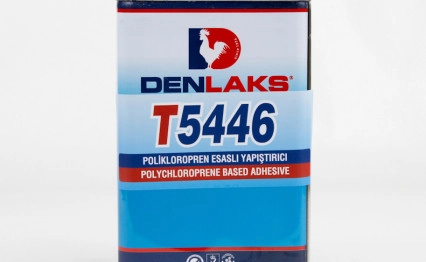 DENLAKS®
T5446
POLİKLOROPREN ESASLI YAPIŞTIRICI
POLYCHLOROPRENE BASED ADHESIVE